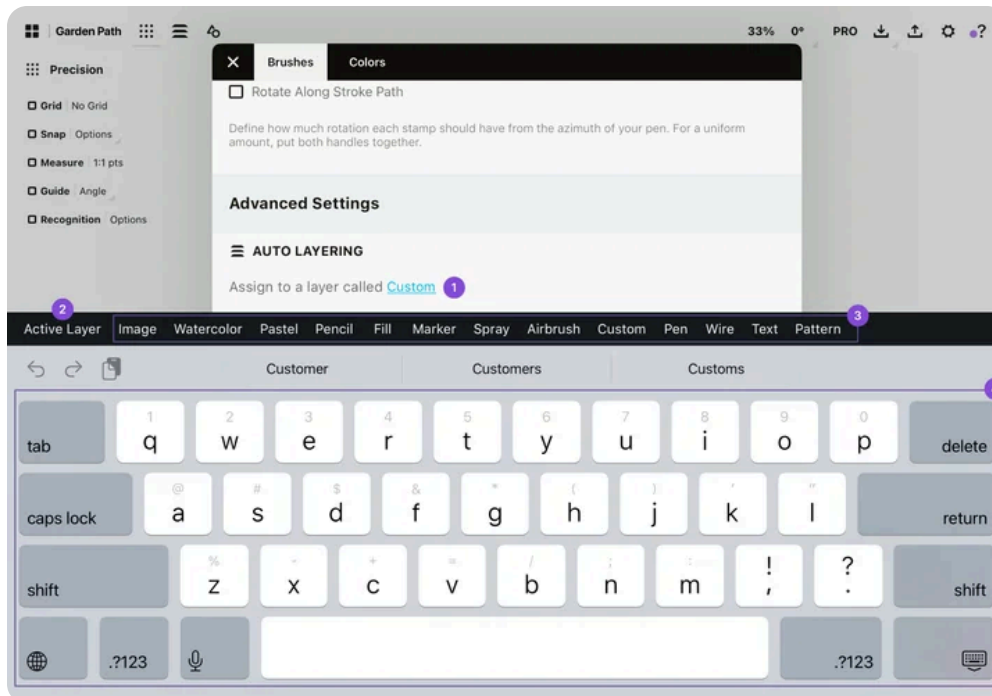 Garden Path 33% 0° PRO ?
Precision
× Brushes Colors
Rotate Along Stroke Path
Grid No Grid
Define how much rotation each stamp should have from the azimuth of your pen. For a uniform
amount, put both handles together.
Snap Options
Measure 1:1 pts
Guide Angle
Recognition Options
Advanced Settings
AUTO LAYERING
Assign to a layer called Custom 1
2
3
Active Layer Image Watercolor Pastel Pencil Fill Marker Spray Airbrush Custom Pen Wire Text Pattern
Customer Customers Customs
1 2 3 4 5 6 7 8 9 0
tab q w e r t y u i o p delete
@ # $ & * ( ) ' "
caps lock a s d f g h j k l return
% - + = / ; : ! ?
shift z x c v b n m , . shift
.?123 .?123